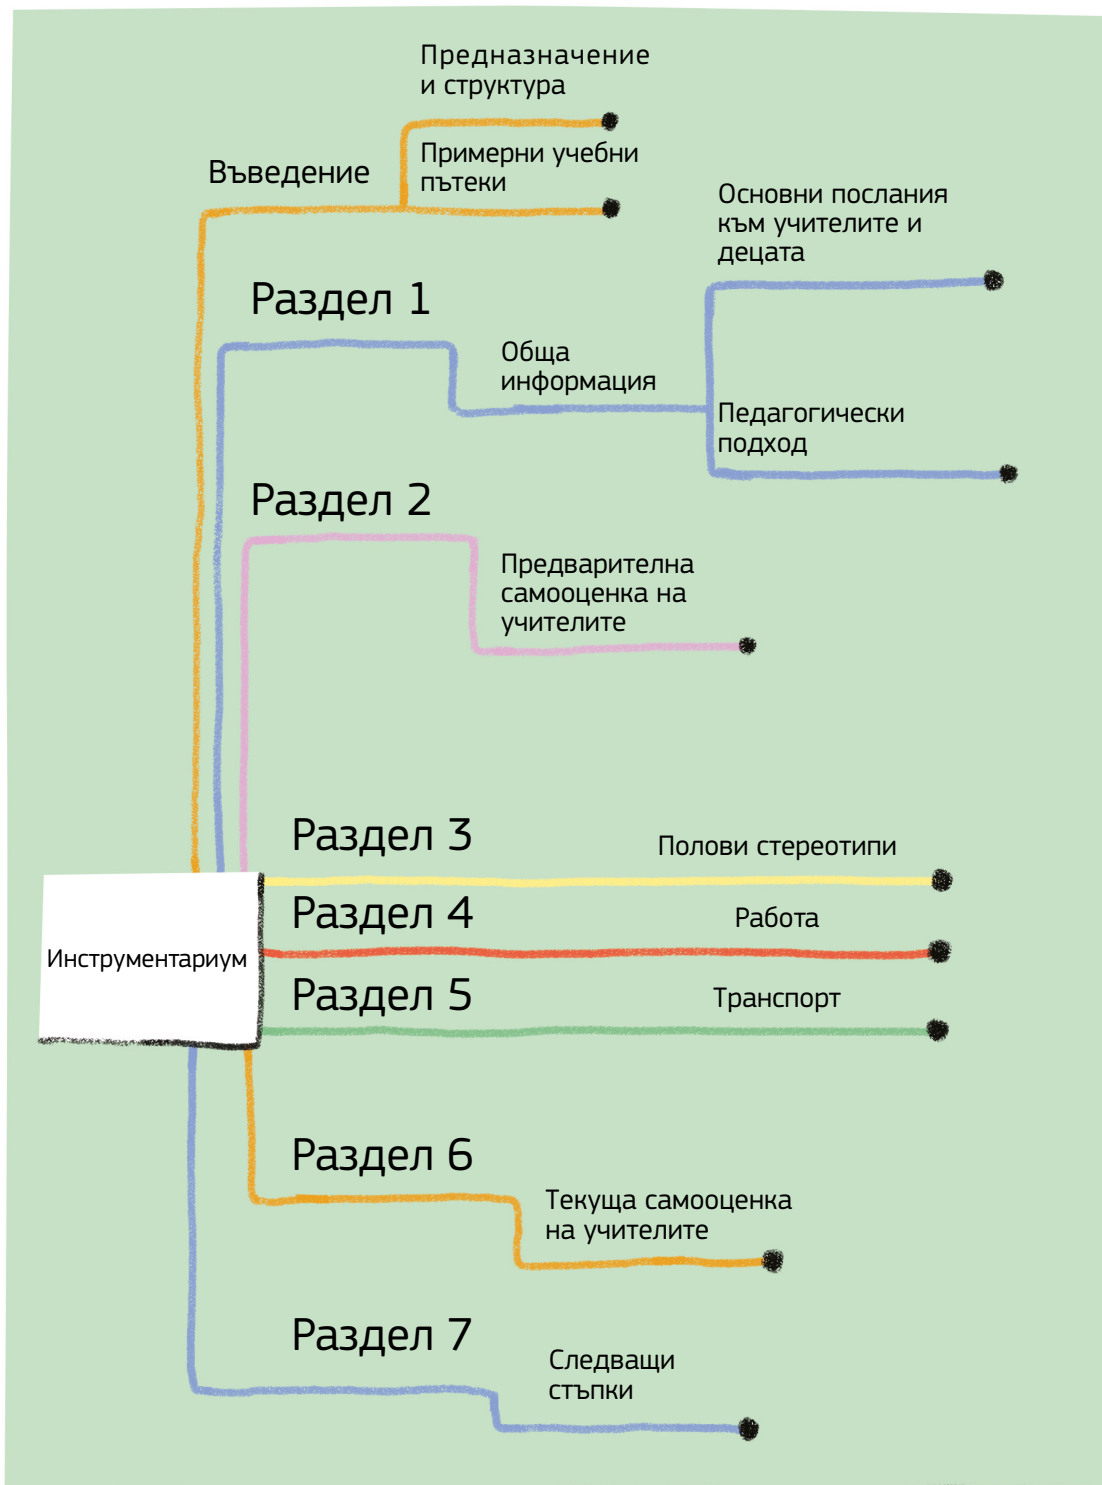 Предназначение
и структура
Въведение
Примерни учебни
пътеки
Основни послания
към учителите и
децата
Раздел 1
Обща
информация
Педагогически
подход
Раздел 2
Предварителна
самооценка на
учителите
Раздел 3
Полови стереотипи
Раздел 4
Работа
Инструментариум
Раздел 5
Транспорт
Раздел 6
Текуща самооценка
на учителите
Раздел 7
Следващи
стъпки